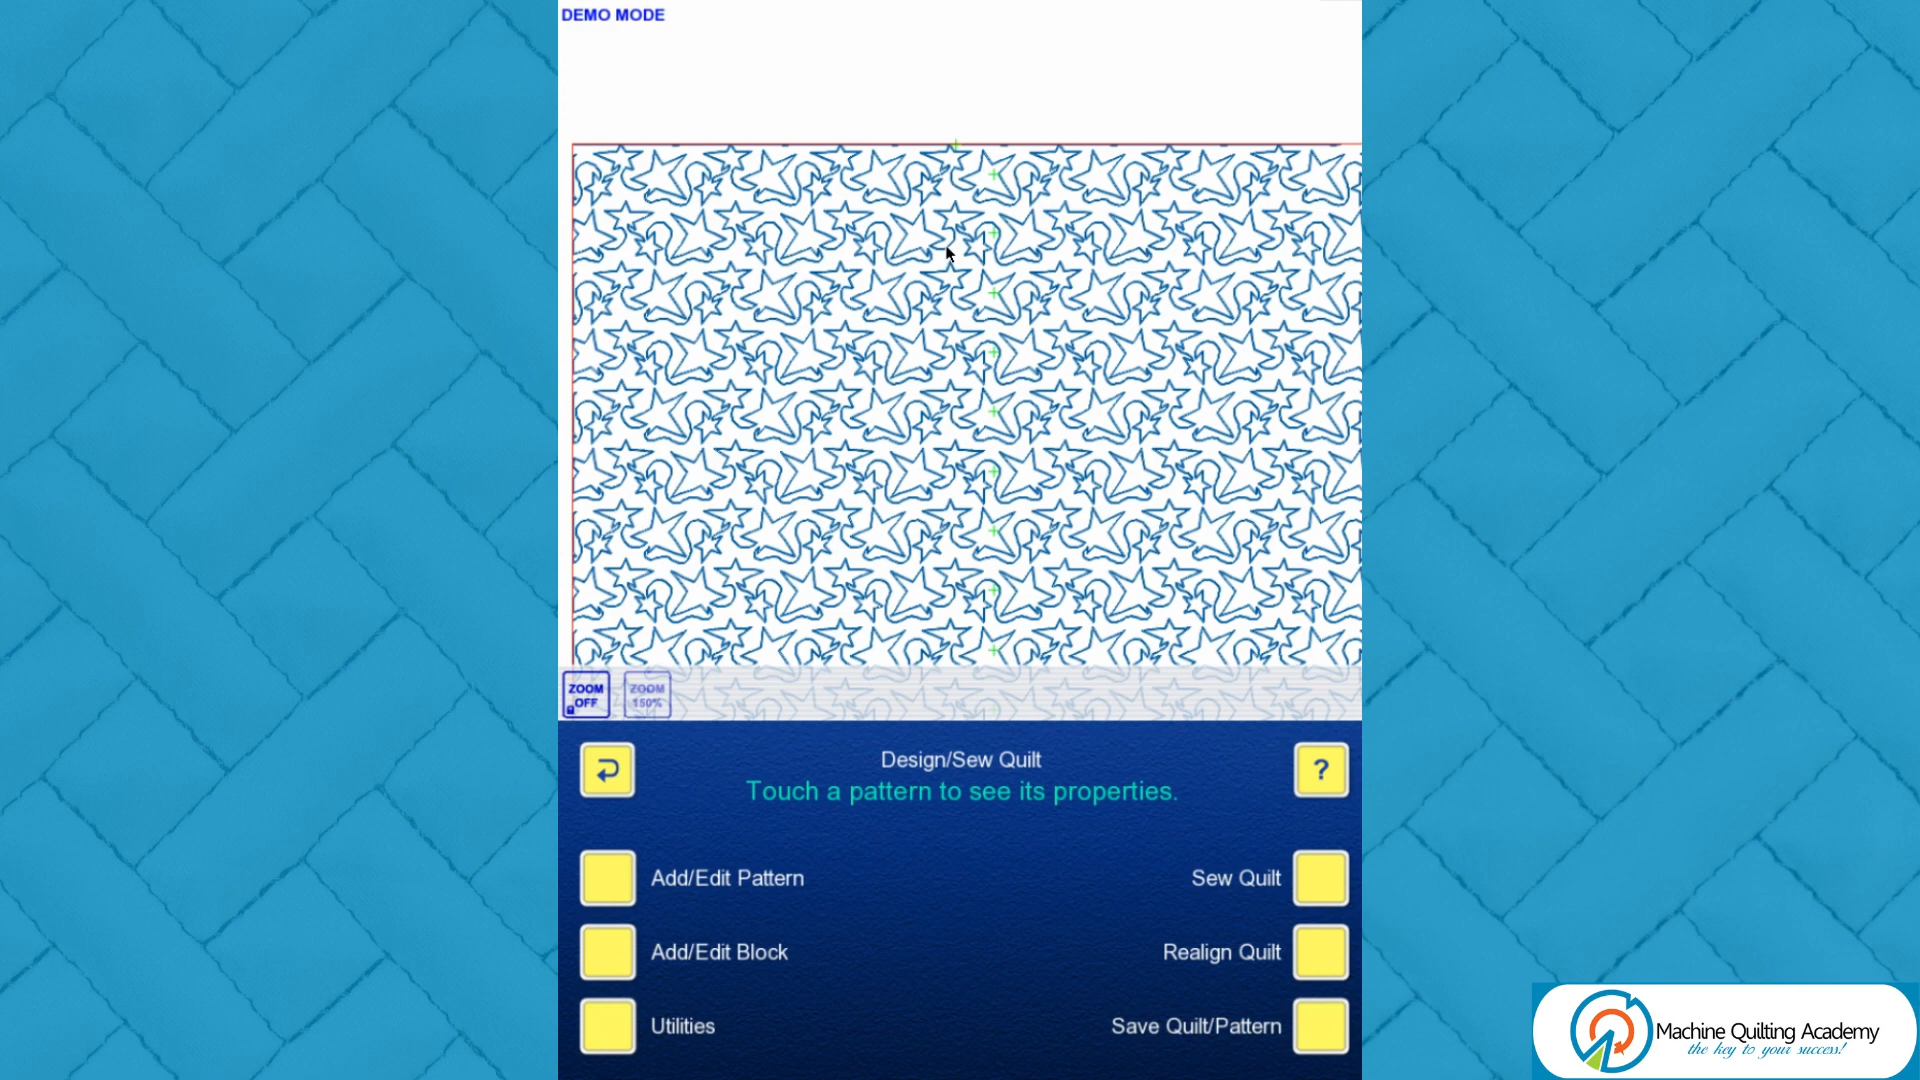 DEMO MODE
ZOOM
OFF
ZOOM
150%
Design/Sew Quilt
?
Touch a pattern to see its properties.
Add/Edit Pattern
Sew Quilt
Add/Edit Block
Realign Quilt
Utilities
Save Quilt/Pattern
Machine Quilting Academy
the key to your success!